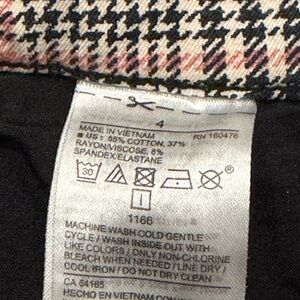 4
MADE IN VIETNAM RN 160476
US : 55% COTTON, 37%
RAYON/VISCOSE, 8%
SPANDEX/ELASTANE
30
1166
MACHINE WASH COLD GENTLE
CYCLE / WASH INSIDE OUT WITH
LIKE COLORS / ONLY NON-CHLORINE
BLEACH WHEN NEEDED / LINE DRY /
COOL IRON / DO NOT DRY CLEAN
CA 54165